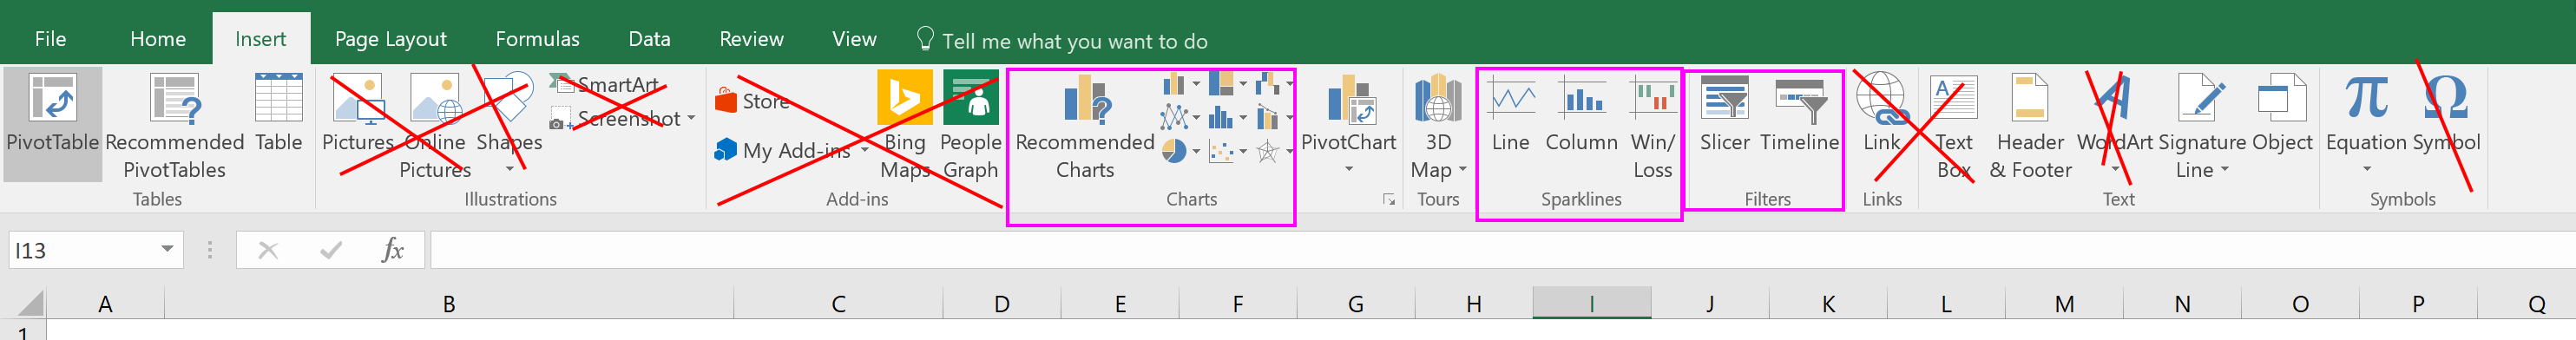 File Home Insert Page Layout Formulas Data Review View Tell me what you want to do
PivotTable
Recommended
PivotTables
Table
Tables
Pictures
Online
Pictures
Shapes
SmartArt
Screenshot
Illustrations
Store
My Add-ins
Bing
Maps
People
Graph
Add-ins
Recommended
Charts
Charts
PivotChart
3D
Map
Tours
Line
Column
Win/
Loss
Sparklines
Slicer
Timeline
Filters
Link
Links
Text
Box
Header
& Footer
WordArt
Signature
Line
Object
Text
Equation
Symbol
Symbols
I13 fx
A B C D E F G H I J K L M N O P Q
1